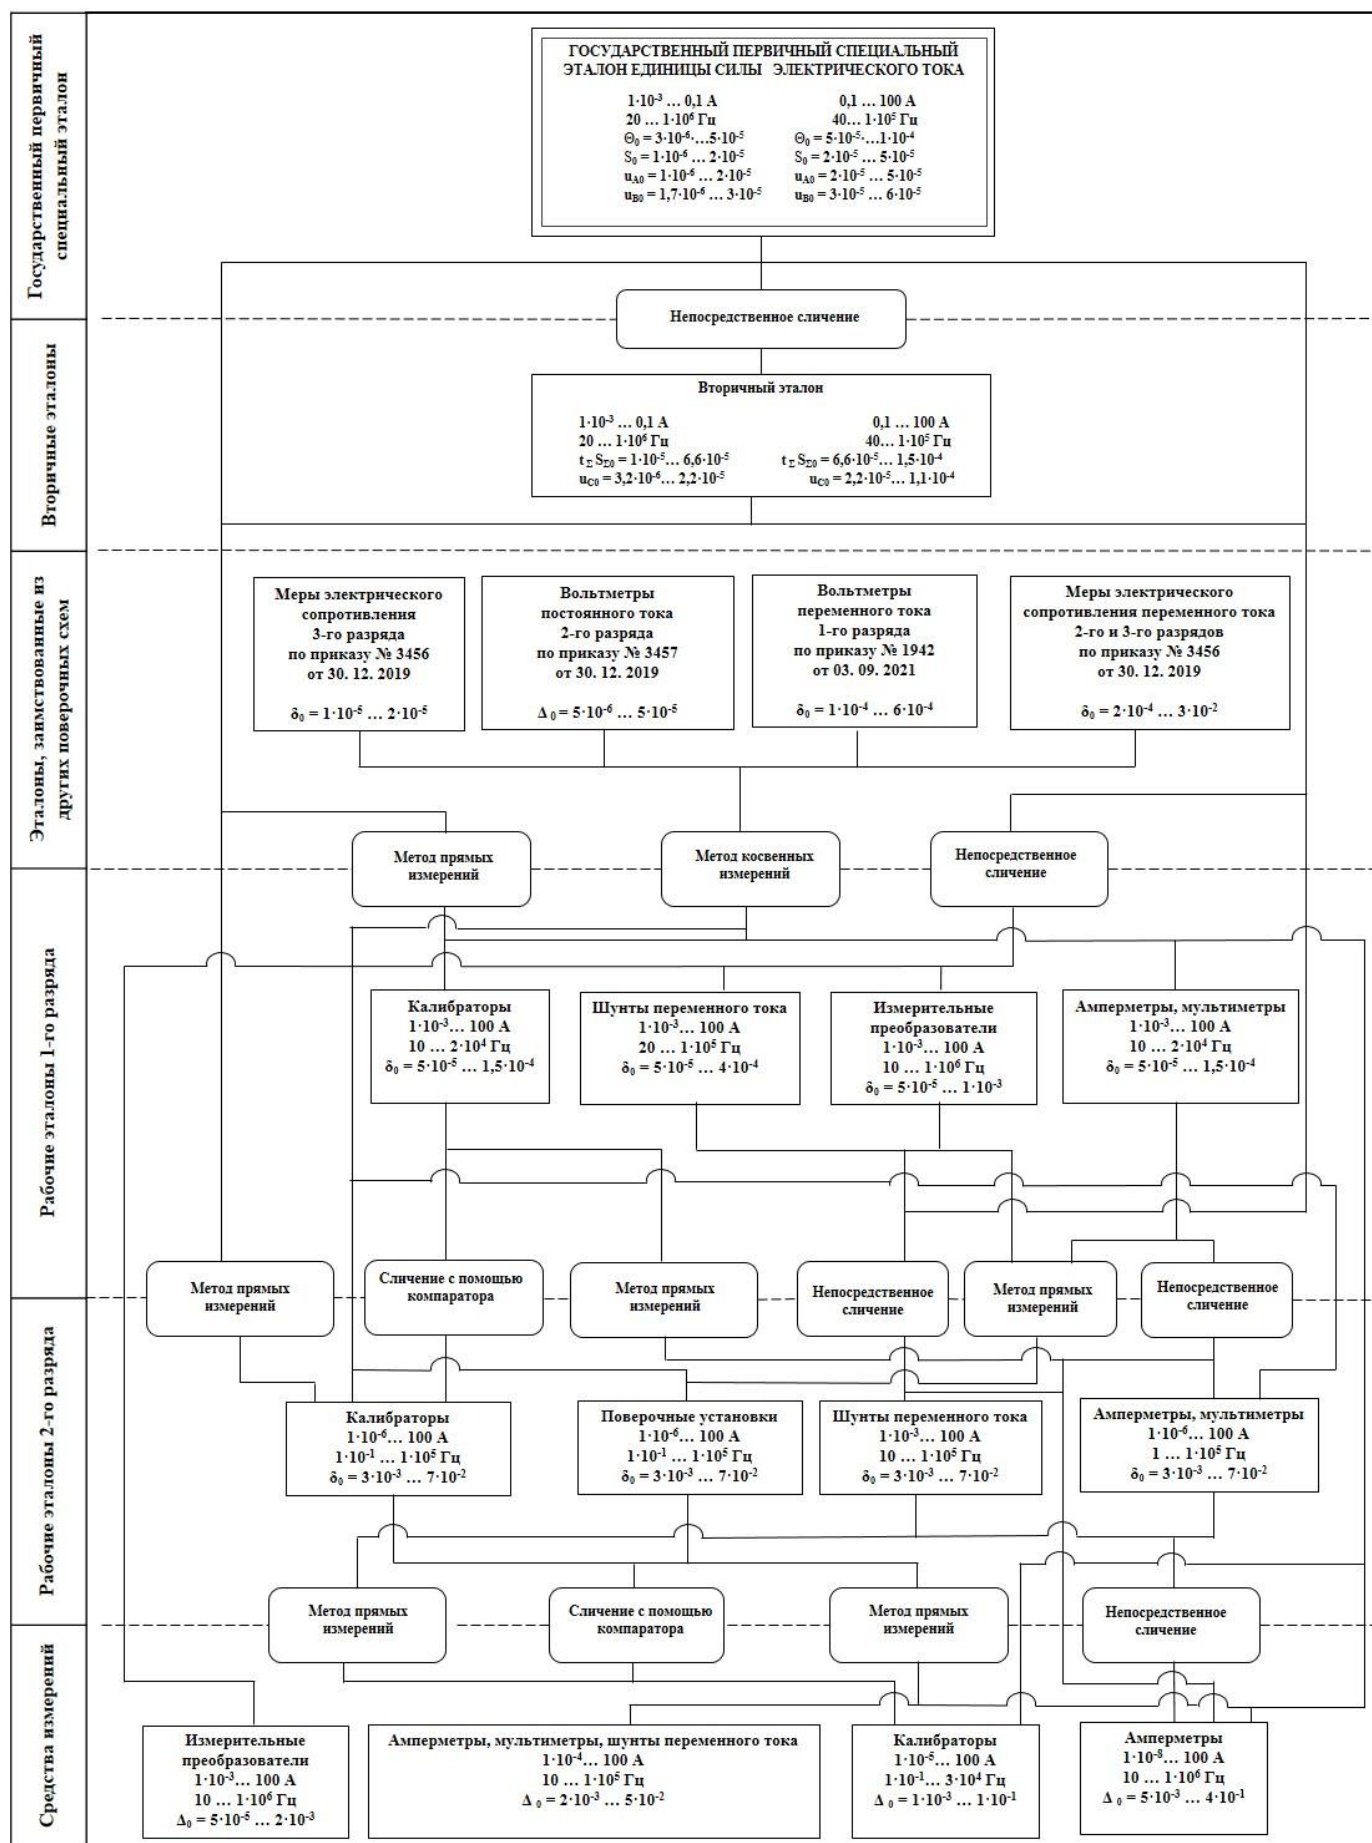 Государственный первичный
специальный эталон
ГОСУДАРСТВЕННЫЙ ПЕРВИЧНЫЙ СПЕЦИАЛЬНЫЙ
ЭТАЛОН ЕДИНИЦЫ СИЛЫ ЭЛЕКТРИЧЕСКОГО ТОКА
1·10⁻³ … 0,1 А
20 … 1·10⁶ Гц
Θ₀ = 3·10⁻⁶·…5·10⁻⁵
S₀ = 1·10⁻⁶ … 2·10⁻⁵
u_A0 = 1·10⁻⁶ … 2·10⁻⁵
u_B0 = 1,7·10⁻⁶ … 3·10⁻⁵
0,1 … 100 А
40… 1·10⁵ Гц
Θ₀ = 5·10⁻⁵·…1·10⁻⁴
S₀ = 2·10⁻⁵ … 5·10⁻⁵
u_A0 = 2·10⁻⁵ … 5·10⁻⁵
u_B0 = 3·10⁻⁵ … 6·10⁻⁵
Непосредственное сличение
Вторичные эталоны
Вторичный эталон
1·10⁻³ … 0,1 А
20 … 1·10⁶ Гц
t_Σ S_Σ0 = 1·10⁻⁵… 6,6·10⁻⁵
u_C0 = 3,2·10⁻⁶… 2,2·10⁻⁵
0,1 … 100 А
40… 1·10⁵ Гц
t_Σ S_Σ0 = 6,6·10⁻⁵… 1,5·10⁻⁴
u_C0 = 2,2·10⁻⁵… 1,1·10⁻⁴
Эталоны, заимствованные из
других поверочных схем
Меры электрического
сопротивления
3-го разряда
по приказу № 3456
от 30. 12. 2019
δ₀ = 1·10⁻⁵ … 2·10⁻⁵
Вольтметры
постоянного тока
2-го разряда
по приказу № 3457
от 30. 12. 2019
Δ ₀ = 5·10⁻⁶ … 5·10⁻⁵
Вольтметры
переменного тока
1-го разряда
по приказу № 1942
от 03. 09. 2021
δ₀ = 1·10⁻⁴ … 6·10⁻⁴
Меры электрического
сопротивления переменного тока
2-го и 3-го разрядов
по приказу № 3456
от 30. 12. 2019
δ₀ = 2·10⁻⁴ … 3·10⁻²
Метод прямых
измерений
Метод косвенных
измерений
Непосредственное
сличение
Рабочие эталоны 1-го разряда
Калибраторы
1·10⁻³… 100 А
10 … 2·10⁴ Гц
δ₀ = 5·10⁻⁵ … 1,5·10⁻⁴
Шунты переменного тока
1·10⁻³… 100 А
20 … 1·10⁵ Гц
δ₀ = 5·10⁻⁵ … 4·10⁻⁴
Измерительные
преобразователи
1·10⁻³… 100 А
10 … 1·10⁶ Гц
δ₀ = 5·10⁻⁵ … 1·10⁻³
Амперметры, мультиметры
1·10⁻³… 100 А
10 … 2·10⁴ Гц
δ₀ = 5·10⁻⁵ … 1,5·10⁻⁴
Метод прямых
измерений
Сличение с помощью
компаратора
Метод прямых
измерений
Непосредственное
сличение
Метод прямых
измерений
Непосредственное
сличение
Рабочие эталоны 2-го разряда
Калибраторы
1·10⁻⁶… 100 А
1·10⁻¹ … 1·10⁵ Гц
δ₀ = 3·10⁻³ … 7·10⁻²
Поверочные установки
1·10⁻⁶… 100 А
1·10⁻¹ … 1·10⁵ Гц
δ₀ = 3·10⁻³ … 7·10⁻²
Шунты переменного тока
1·10⁻³… 100 А
10 … 1·10⁵ Гц
δ₀ = 3·10⁻³ … 7·10⁻²
Амперметры, мультиметры
1·10⁻⁶… 100 А
1 … 1·10⁵ Гц
δ₀ = 3·10⁻³ … 7·10⁻²
Метод прямых
измерений
Сличение с помощью
компаратора
Метод прямых
измерений
Непосредственное
сличение
Средства измерений
Измерительные
преобразователи
1·10⁻³… 100 А
10 … 1·10⁶ Гц
Δ₀ = 5·10⁻⁵ … 2·10⁻³
Амперметры, мультиметры, шунты переменного тока
1·10⁻⁴… 100 А
10 … 1·10⁵ Гц
Δ ₀ = 2·10⁻³ … 5·10⁻²
Калибраторы
1·10⁻⁵… 100 А
1·10⁻¹… 3·10⁴ Гц
Δ ₀ = 1·10⁻³ … 1·10⁻¹
Амперметры
1·10⁻⁸… 100 А
10 … 1·10⁶ Гц
Δ ₀ = 5·10⁻³ … 4·10⁻¹